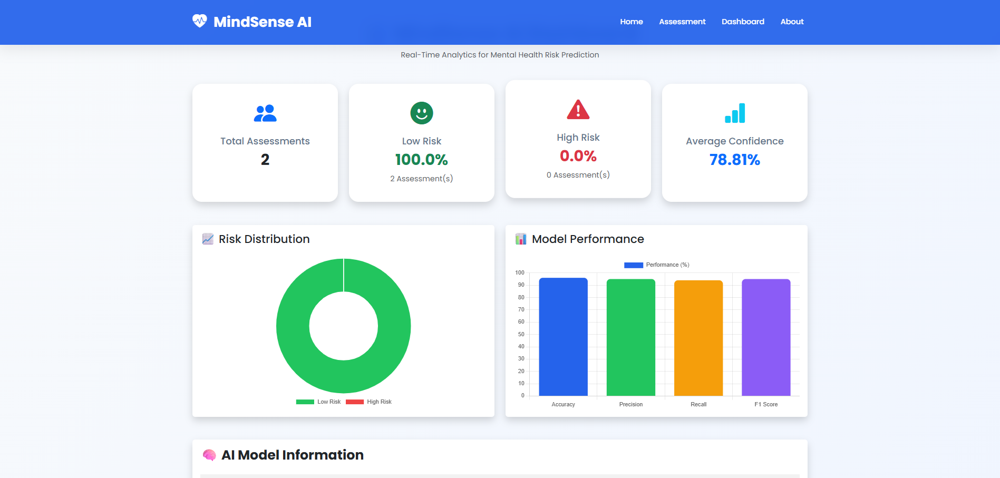 MindSense AI
Home Assessment Dashboard About
Real-Time Analytics for Mental Health Risk Prediction
Total Assessments
2
Low Risk
100.0%
2 Assessment(s)
High Risk
0.0%
0 Assessment(s)
Average Confidence
78.81%
Risk Distribution
Low Risk High Risk
Model Performance
Performance (%)
100
90
80
70
60
50
40
30
20
10
0
Accuracy Precision Recall F1 Score
AI Model Information